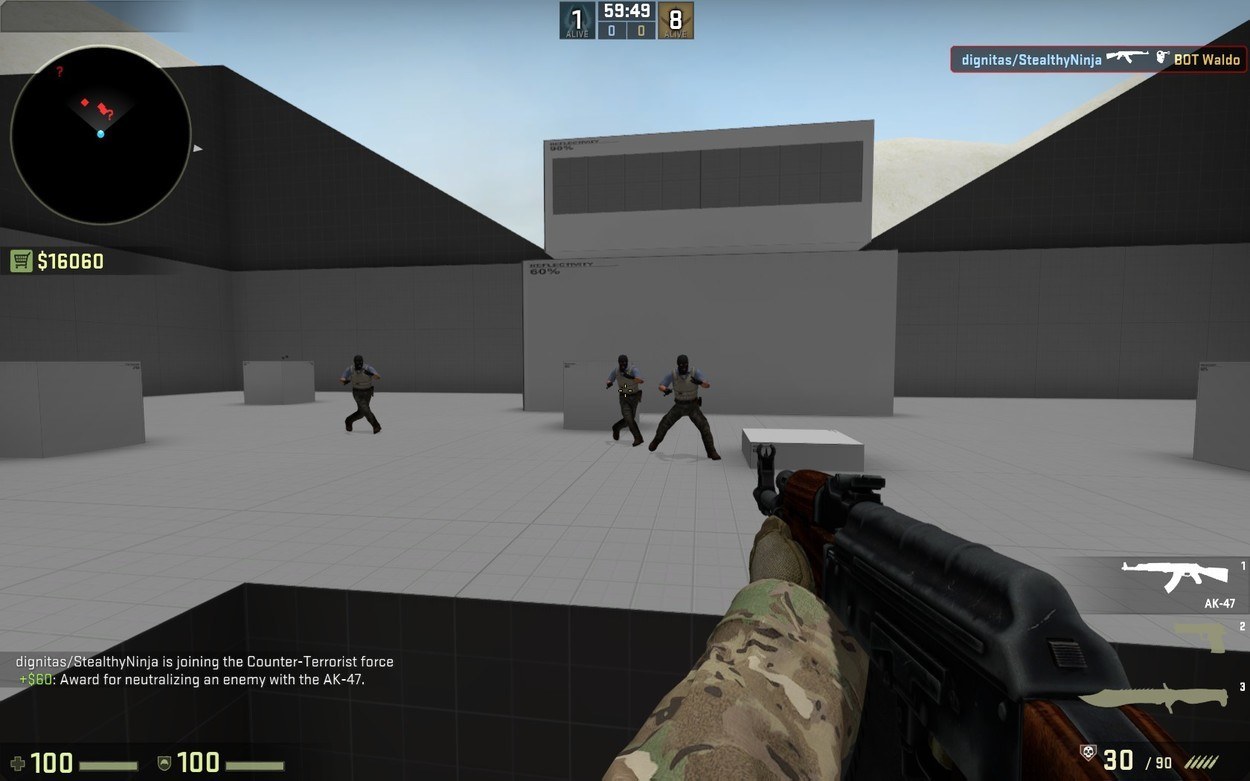 1 59:49 8
ALIVE 0 0 ALIVE
dignitas/StealthyNinja BOT Waldo
?
?
REFLECTIVITY
90%
$16060
REFLECTIVITY
60%
1
AK-47
2
dignitas/StealthyNinja is joining the Counter-Terrorist force
+$60: Award for neutralizing an enemy with the AK-47.
3
100 100 30 / 90